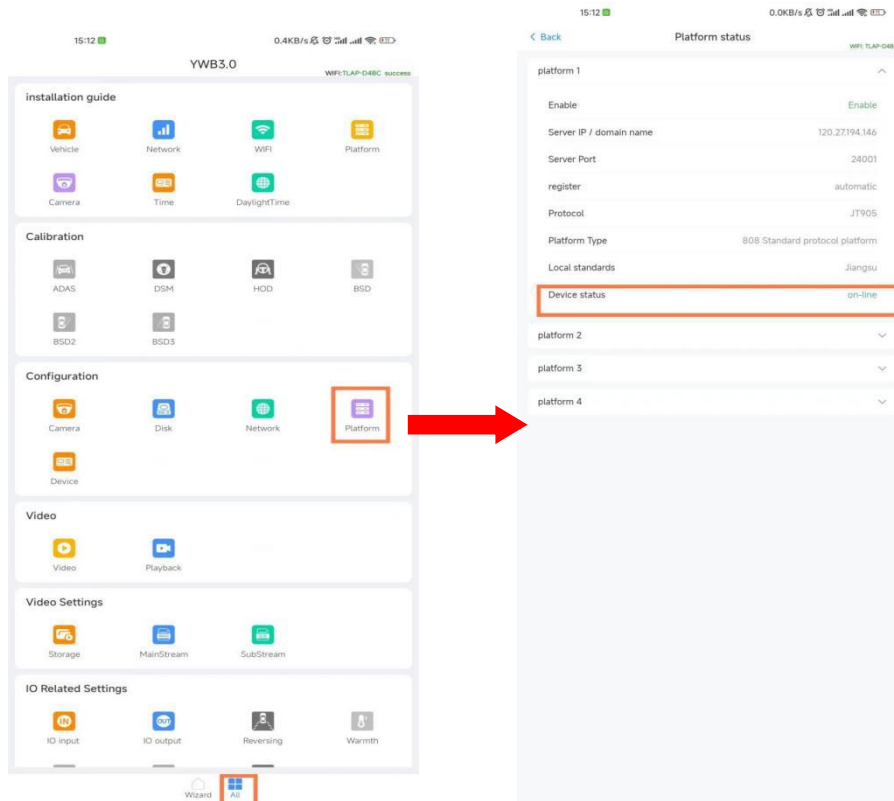 15:12
0.4KB/s
YWB3.0
WIFI:TLAP-D4BC success
installation guide
Vehicle
Network
WIFI
Platform
Camera
Time
DaylightTime
Calibration
ADAS
DSM
HOD
BSD
BSD2
BSD3
Configuration
Camera
Disk
Network
Platform
Device
Video
Video
Playback
Video Settings
Storage
MainStream
SubStream
IO Related Settings
IN
OUT
IO input
IO output
Reversing
Warmth
Wizard
All
15:12
0.0KB/s
Back
Platform status
WIFI:TLAP-D4B
platform 1
Enable Enable
Server IP / domain name 120.27.194.146
Server Port 24001
register automatic
Protocol JT905
Platform Type 808 Standard protocol platform
Local standards Jiangsu
Device status on-line
platform 2
platform 3
platform 4